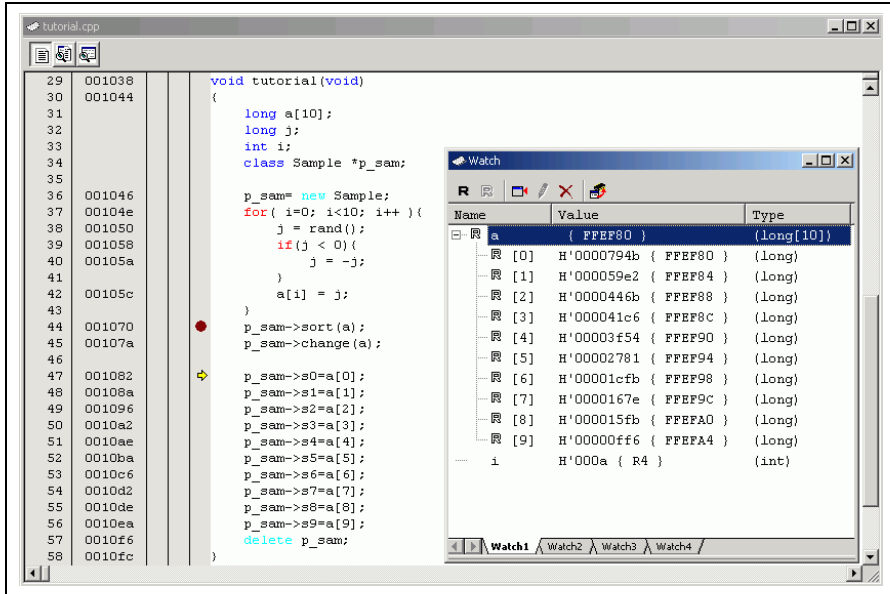 tutorial.cpp
29 001038 void tutorial(void)
30 001044 {
31 long a[10];
32 long j;
33 int i;
34 class Sample *p_sam;
35
36 001046 p_sam= new Sample;
37 00104e for( i=0; i<10; i++ ){
38 001050 j = rand();
39 001058 if(j < 0){
40 00105a j = -j;
41 }
42 00105c a[i] = j;
43 }
44 001070 p_sam->sort(a);
45 00107a p_sam->change(a);
46
47 001082 p_sam->s0=a[0];
48 00108a p_sam->s1=a[1];
49 001096 p_sam->s2=a[2];
50 0010a2 p_sam->s3=a[3];
51 0010ae p_sam->s4=a[4];
52 0010ba p_sam->s5=a[5];
53 0010c6 p_sam->s6=a[6];
54 0010d2 p_sam->s7=a[7];
55 0010de p_sam->s8=a[8];
56 0010ea p_sam->s9=a[9];
57 0010f6 delete p_sam;
58 0010fc }
Watch
R R
Name Value Type
R a { FFEF80 } (long[10])
R [0] H'0000794b { FFEF80 } (long)
R [1] H'000059e2 { FFEF84 } (long)
R [2] H'0000446b { FFEF88 } (long)
R [3] H'000041c6 { FFEF8C } (long)
R [4] H'00003f54 { FFEF90 } (long)
R [5] H'00002781 { FFEF94 } (long)
R [6] H'00001cfb { FFEF98 } (long)
R [7] H'0000167e { FFEF9C } (long)
R [8] H'000015fb { FFEFA0 } (long)
R [9] H'00000ff6 { FFEFA4 } (long)
i H'000a { R4 } (int)
Watch1 Watch2 Watch3 Watch4